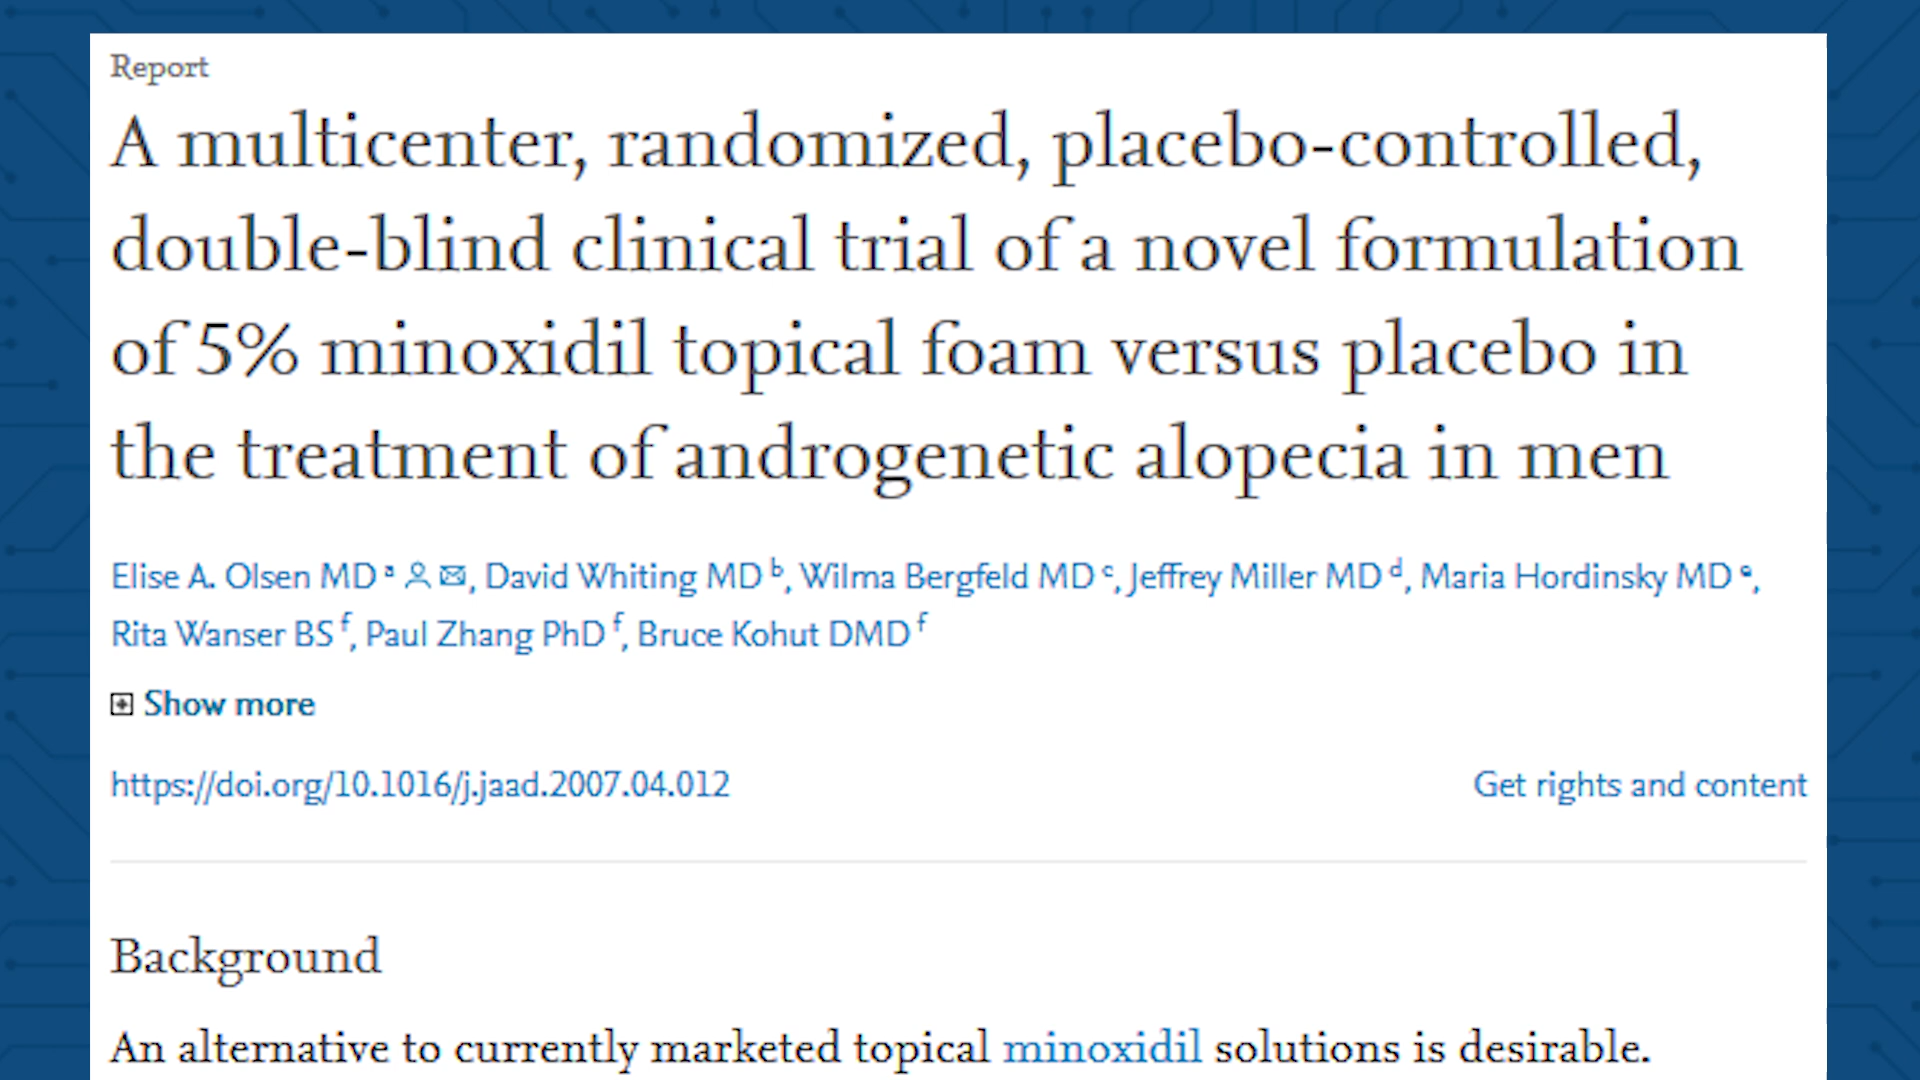 Report
A multicenter, randomized, placebo-controlled,
double-blind clinical trial of a novel formulation
of 5% minoxidil topical foam versus placebo in
the treatment of androgenetic alopecia in men
Elise A. Olsen MD a, David Whiting MD b, Wilma Bergfeld MD c, Jeffrey Miller MD d, Maria Hordinsky MD e,
Rita Wanser BS f, Paul Zhang PhD f, Bruce Kohut DMD f
Show more
https://doi.org/10.1016/j.jaad.2007.04.012 Get rights and content
Background
An alternative to currently marketed topical minoxidil solutions is desirable.